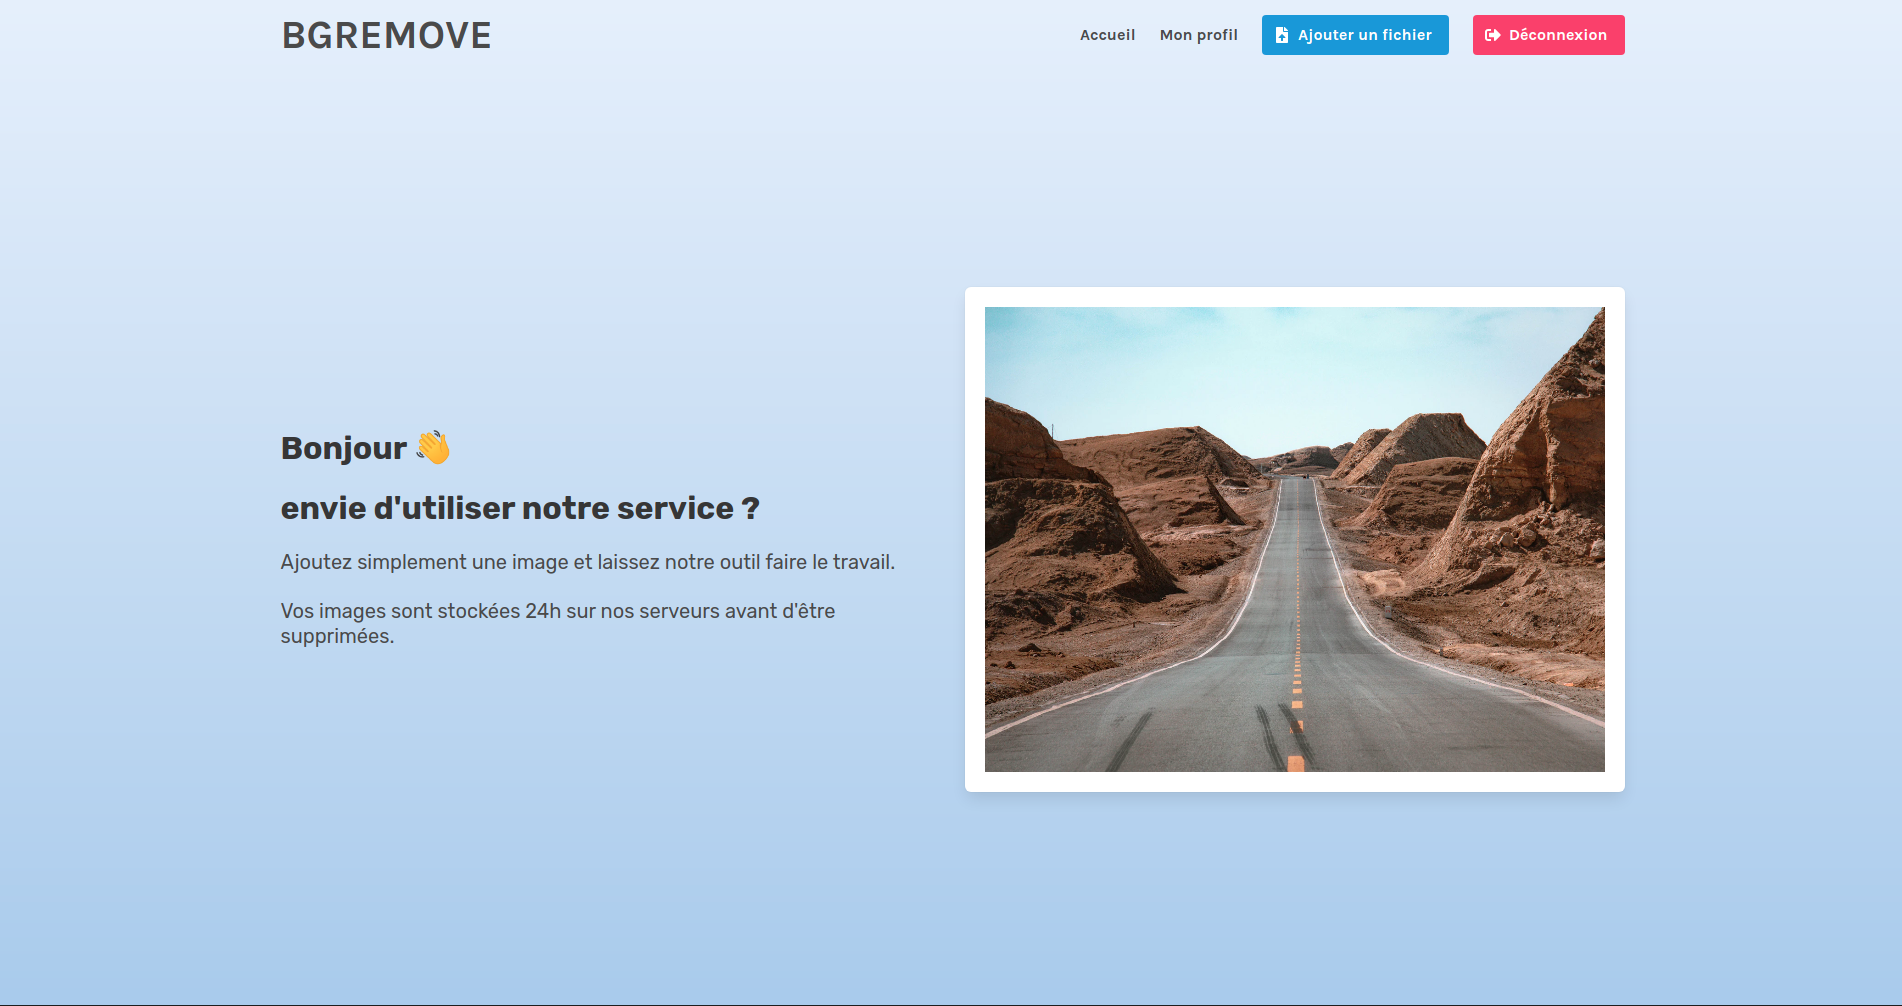 BGREMOVE
Accueil
Mon profil
Ajouter un fichier
Déconnexion
Bonjour 👋
envie d'utiliser notre service ?
Ajoutez simplement une image et laissez notre outil faire le travail.
Vos images sont stockées 24h sur nos serveurs avant d'être
supprimées.